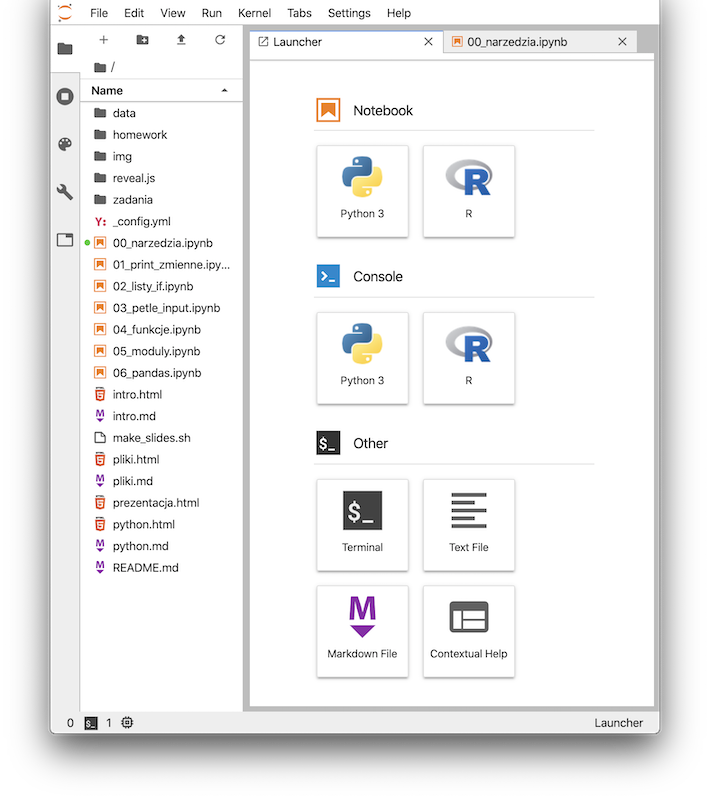 File Edit View Run Kernel Tabs Settings Help
/
Name
data
homework
img
reveal.js
zadania
Y: _config.yml
00_narzedzia.ipynb
01_print_zmienne.ipy...
02_listy_if.ipynb
03_petle_input.ipynb
04_funkcje.ipynb
05_moduly.ipynb
06_pandas.ipynb
intro.html
intro.md
make_slides.sh
pliki.html
pliki.md
prezentacja.html
python.html
python.md
README.md
Launcher 00_narzedzia.ipynb
Notebook
Python 3 R
Console
Python 3 R
$_ Other
$_
Terminal Text File
M
Markdown File Contextual Help
0 $_ 1 Launcher